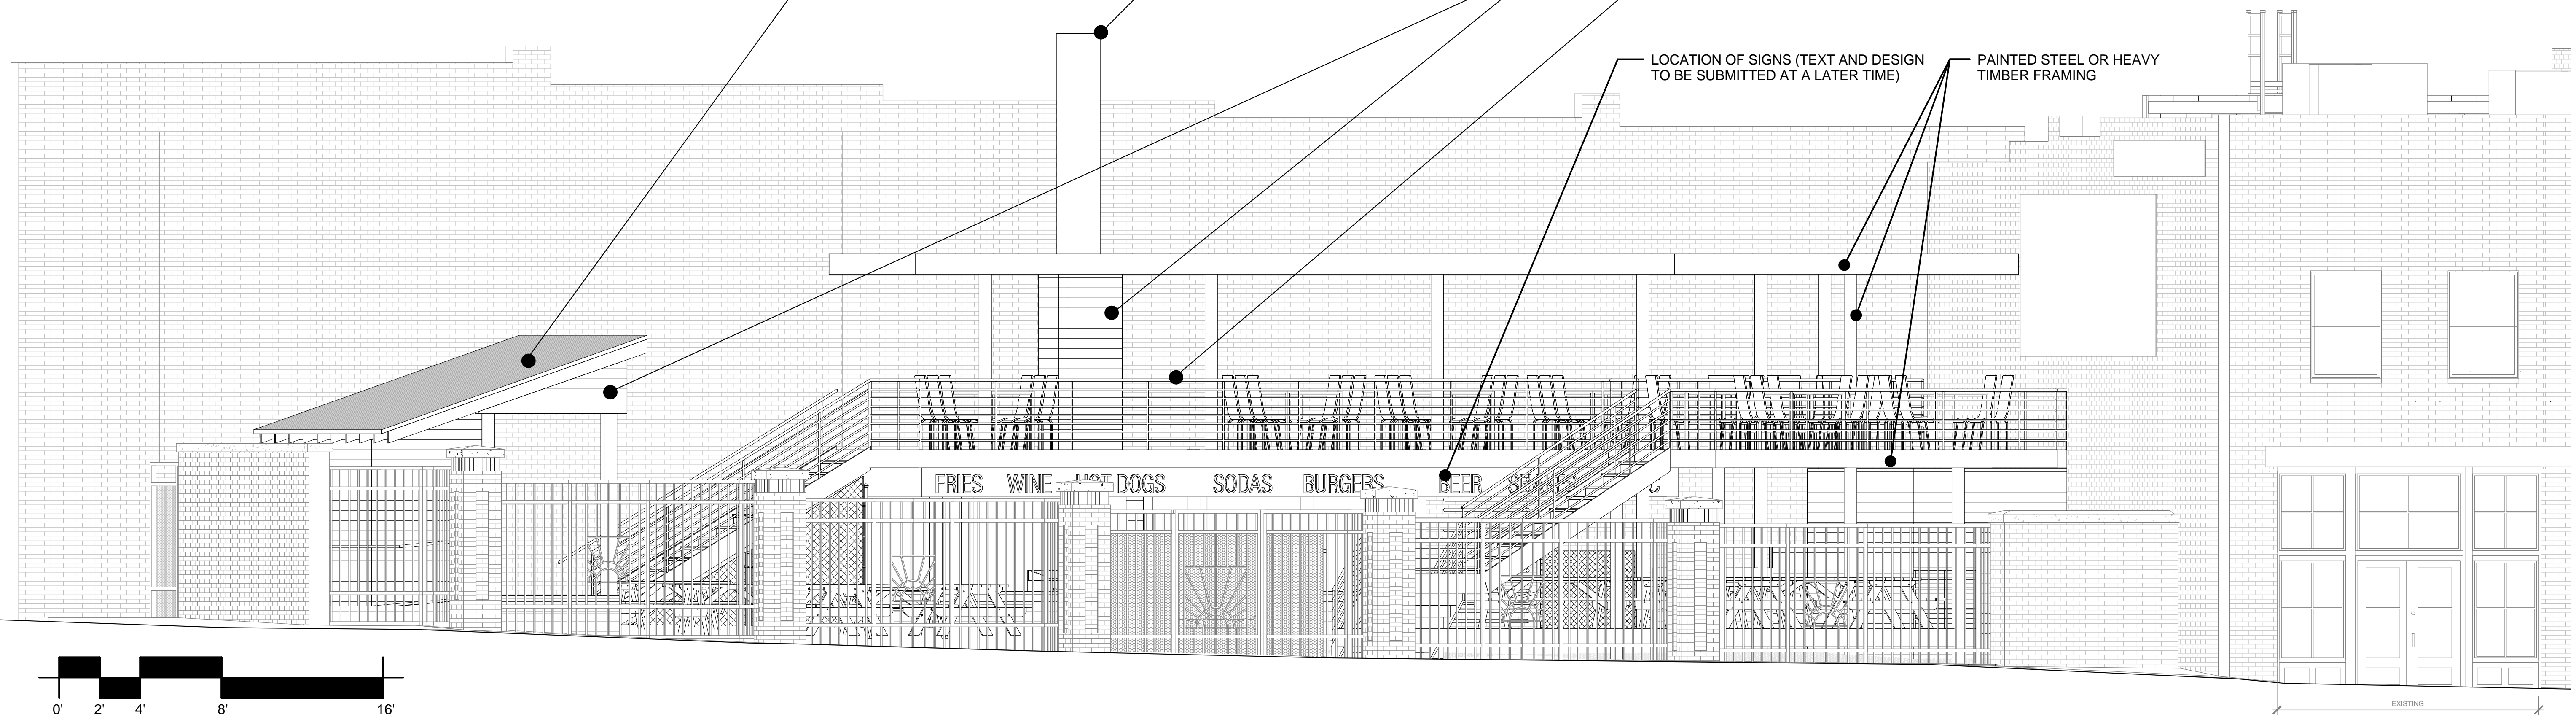 LOCATION OF SIGNS (TEXT AND DESIGN
TO BE SUBMITTED AT A LATER TIME)
PAINTED STEEL OR HEAVY
TIMBER FRAMING
FRIES WINE HOT DOGS SODAS BURGERS BEER
0' 2' 4' 8' 16'
EXISTING